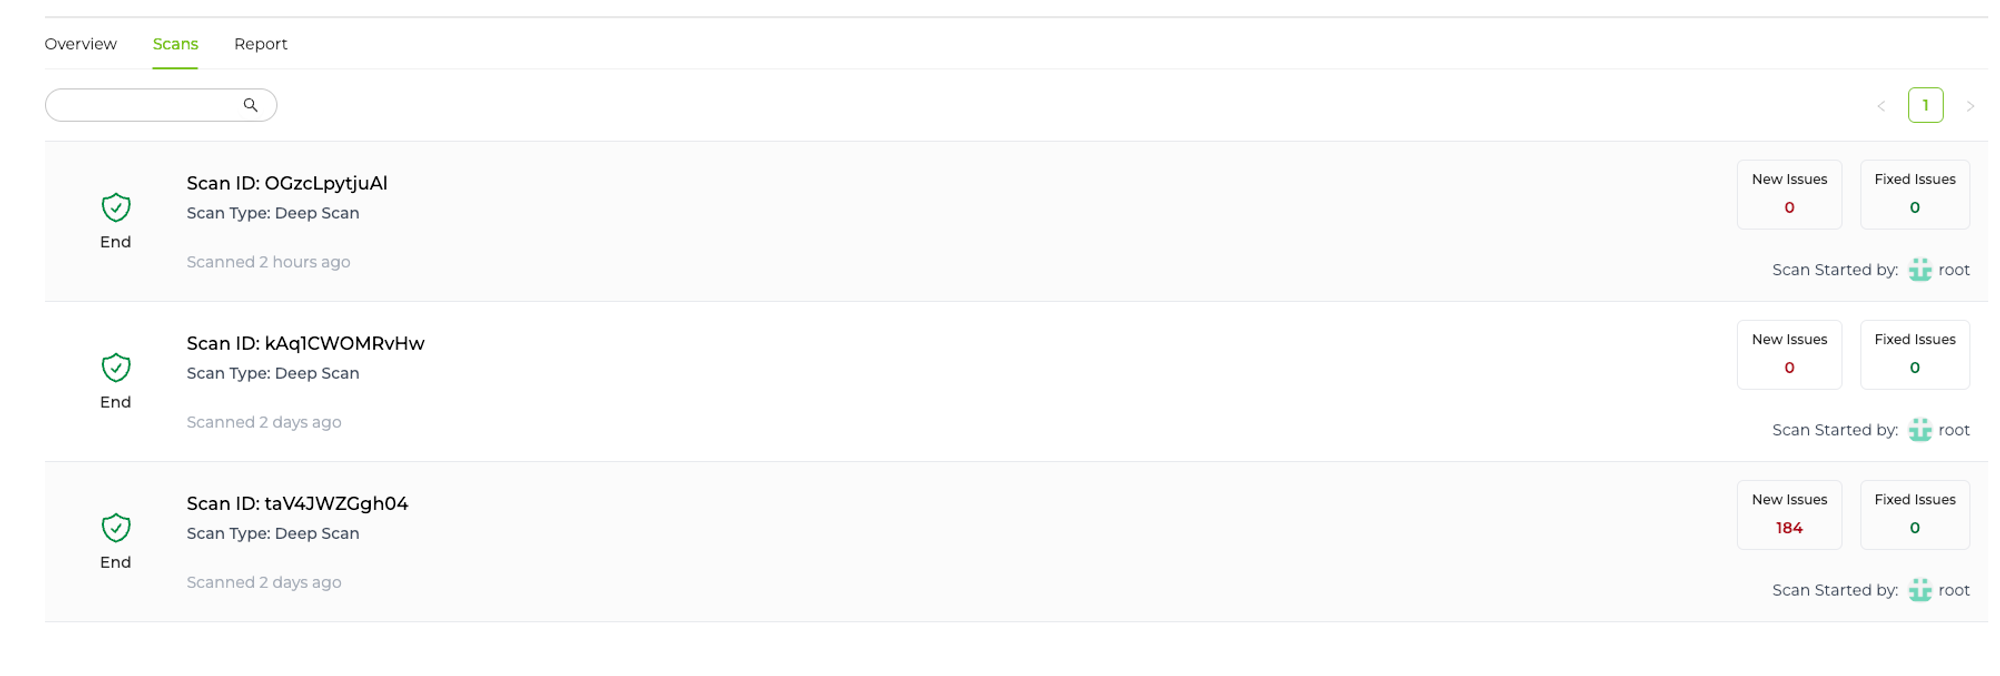 Overview Scans Report
1
Scan ID: OGzcLpytjuAl
Scan Type: Deep Scan
End
Scanned 2 hours ago
New Issues
0
Fixed Issues
0
Scan Started by: root
Scan ID: kAq1CWOMRvHw
Scan Type: Deep Scan
End
Scanned 2 days ago
New Issues
0
Fixed Issues
0
Scan Started by: root
Scan ID: taV4JWZGgh04
Scan Type: Deep Scan
End
Scanned 2 days ago
New Issues
184
Fixed Issues
0
Scan Started by: root